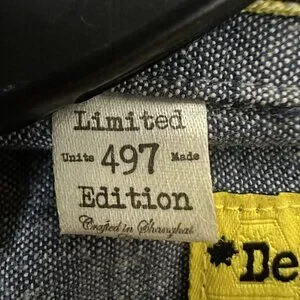 Limited
Units 497 Made
Edition
Crafted in Shanghai
*De